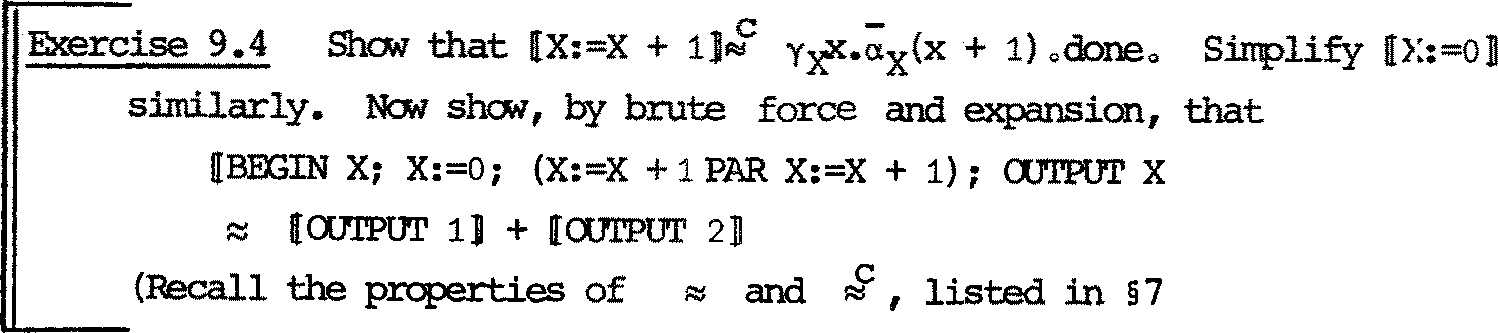 Exercise 9.4 Show that ⟦X:=X + 1⟧≈ᶜ γ_Xx.ᾱ_X(x + 1).done. Simplify ⟦X:=0⟧
similarly. Now show, by brute force and expansion, that
⟦BEGIN X; X:=0; (X:=X + 1 PAR X:=X + 1); OUTPUT X
≈ ⟦OUTPUT 1⟧ + ⟦OUTPUT 2⟧
(Recall the properties of ≈ and ≈ᶜ, listed in §7